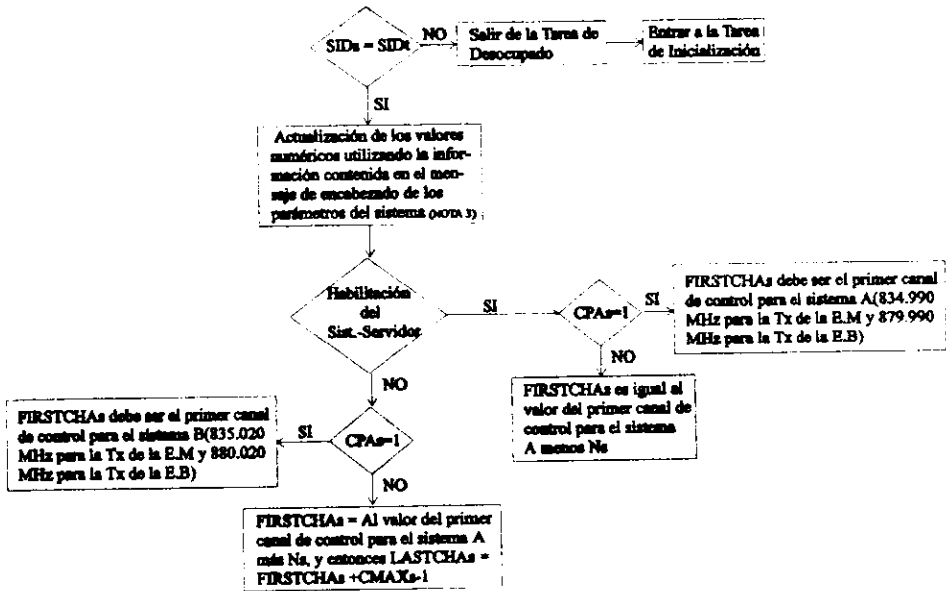 SIDs = SIDt
NO
Salir de la Tarea de
Desocupado
Entrar a la Tarea
de Inicialización
SI
Actualización de los valores
numéricos utilizando la infor-
mación contenida en el men-
saje de encabezado de los
parámetros del sistema (NOTA 3)
Habilitación
del
Sist.-Servidor
SI
CPAs=1
SI
FIRSTCHAs debe ser el primer canal
de control para el sistema A(834.990
MHz para la Tx de la E.M y 879.990
MHz para la Tx de la E.B)
NO
FIRSTCHAs es igual al
valor del primer canal de
control para el sistema
A menos Ns
NO
CPAs=1
SI
FIRSTCHAs debe ser el primer canal
de control para el sistema B(835.020
MHz para la Tx de la E.M y 880.020
MHz para la Tx de la E.B)
NO
FIRSTCHAs = Al valor del primer
canal de control para el sistema A
más Ns, y entonces LASTCHAs =
FIRSTCHAs +CMAXs-1